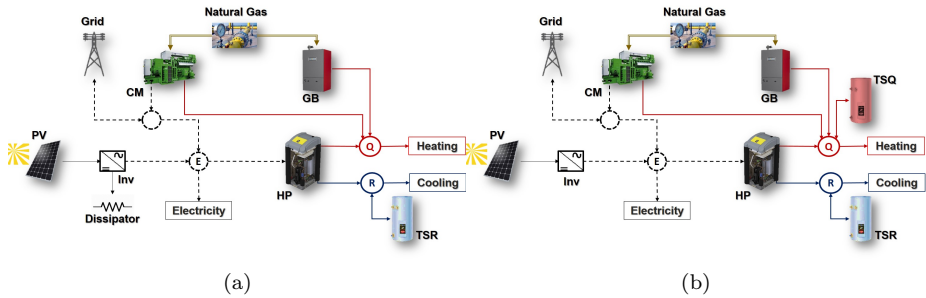 Natural Gas
Grid
CM
GB
PV
Inv
E
Q
Heating
R
Cooling
HP
Electricity
Dissipator
TSR
(a)
Natural Gas
Grid
CM
GB
TSQ
PV
Inv
E
Q
Heating
R
Cooling
HP
Electricity
TSR
(b)